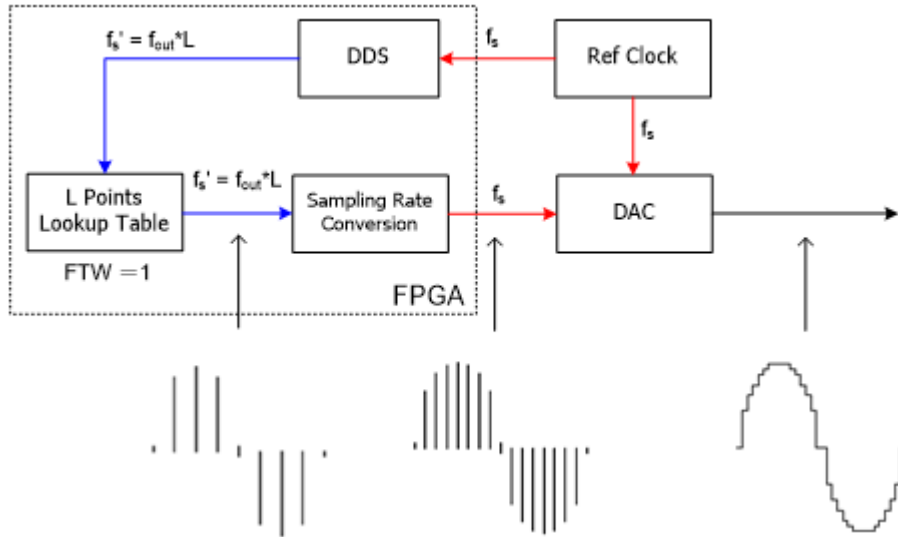 fs' = fout*L
DDS
fs
Ref Clock
fs
L Points
Lookup Table
fs' = fout*L
Sampling Rate
Conversion
fs
DAC
FTW =1
FPGA